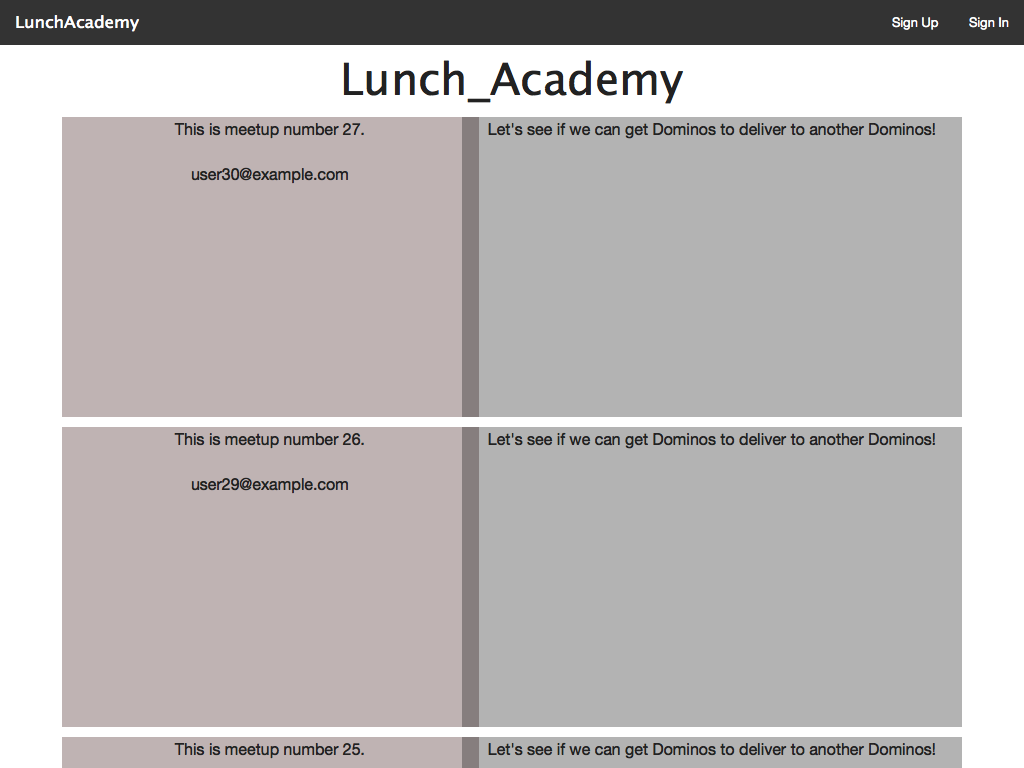 LunchAcademy
Sign Up
Sign In
Lunch_Academy
This is meetup number 27.
user30@example.com
Let's see if we can get Dominos to deliver to another Dominos!
This is meetup number 26.
user29@example.com
Let's see if we can get Dominos to deliver to another Dominos!
This is meetup number 25.
Let's see if we can get Dominos to deliver to another Dominos!